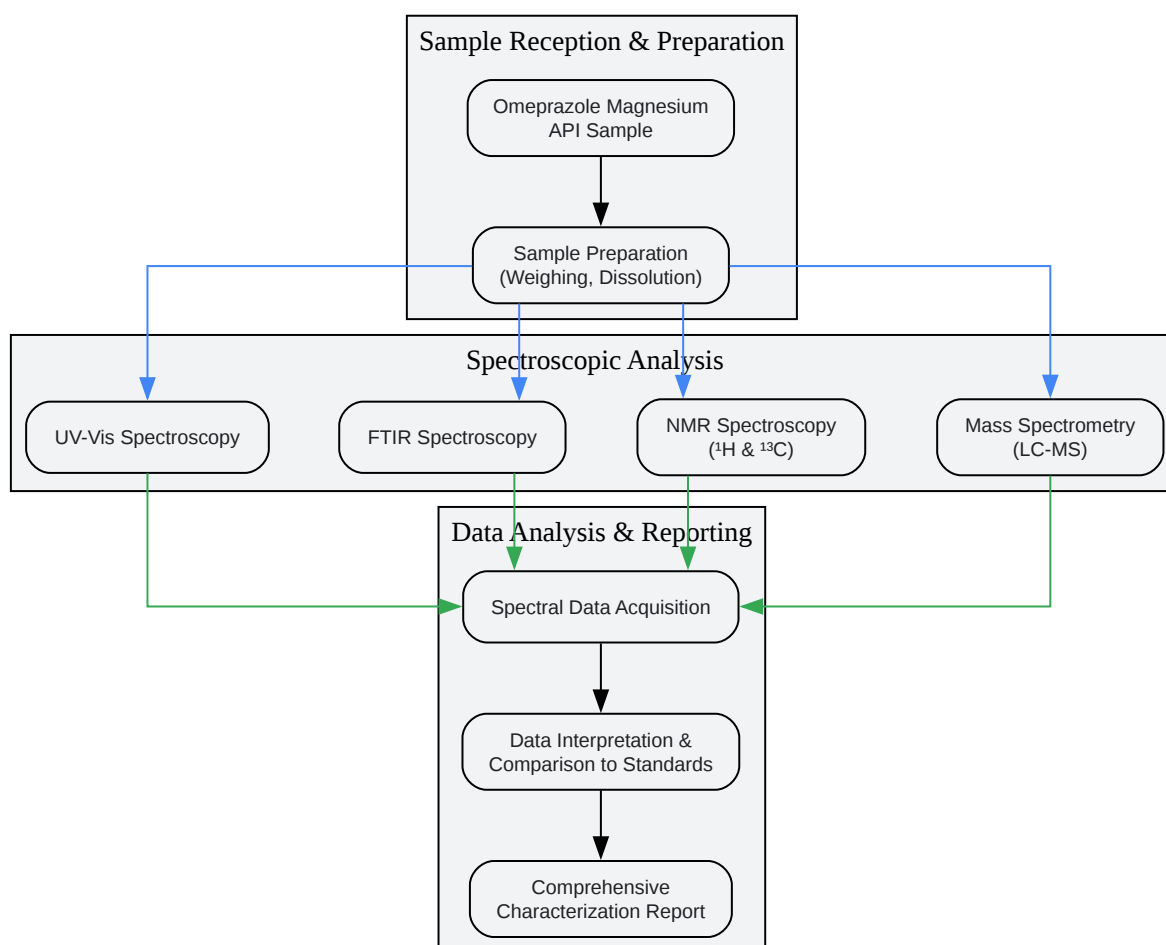 Sample Reception & Preparation
Omeprazole Magnesium
API Sample
Sample Preparation
(Weighing, Dissolution)
Spectroscopic Analysis
UV-Vis Spectroscopy
FTIR Spectroscopy
NMR Spectroscopy
(¹H & ¹³C)
Mass Spectrometry
(LC-MS)
Data Analysis & Reporting
Spectral Data Acquisition
Data Interpretation &
Comparison to Standards
Comprehensive
Characterization Report